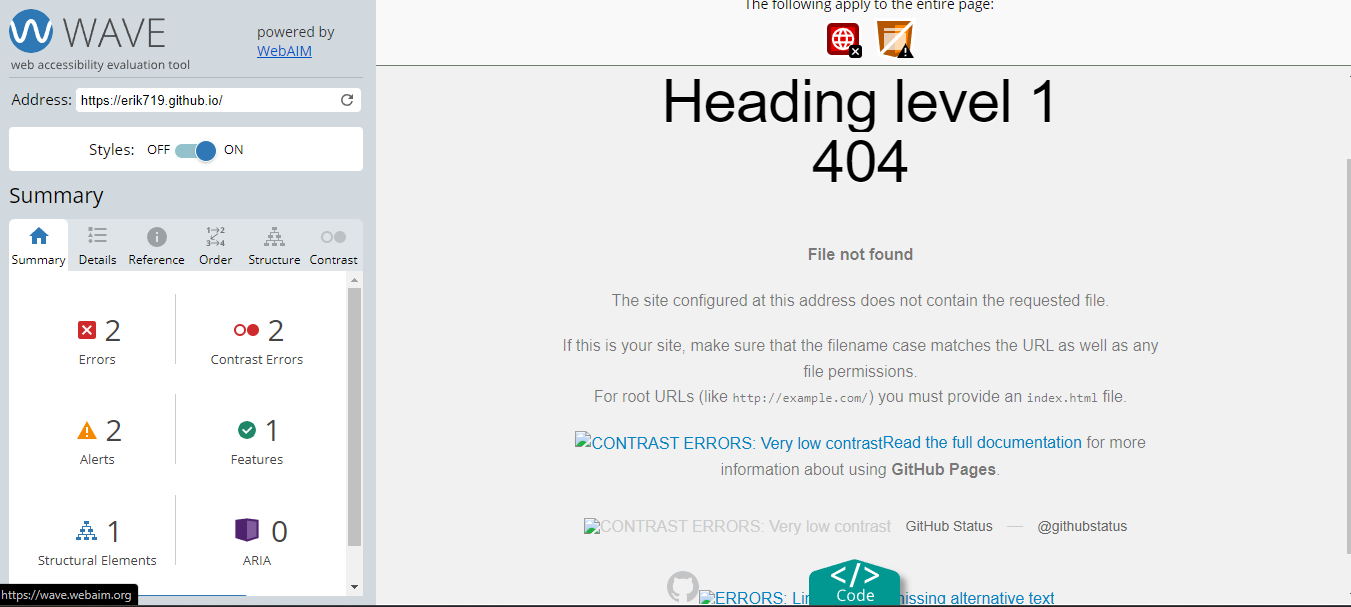 WAVE
web accessibility evaluation tool
powered by
WebAIM
Address: https://erik719.github.io/
Styles: OFF ON
Summary
Summary Details Reference Order Structure Contrast
2
Errors
2
Contrast Errors
2
Alerts
1
Features
1
Structural Elements
0
ARIA
https://wave.webaim.org
The following apply to the entire page:
Heading level 1
404
File not found
The site configured at this address does not contain the requested file.
If this is your site, make sure that the filename case matches the URL as well as any
file permissions.
For root URLs (like http://example.com/) you must provide an index.html file.
CONTRAST ERRORS: Very low contrastRead the full documentation for more
information about using GitHub Pages.
CONTRAST ERRORS: Very low contrast GitHub Status — @githubstatus
ERRORS: missing alternative text
</> Code